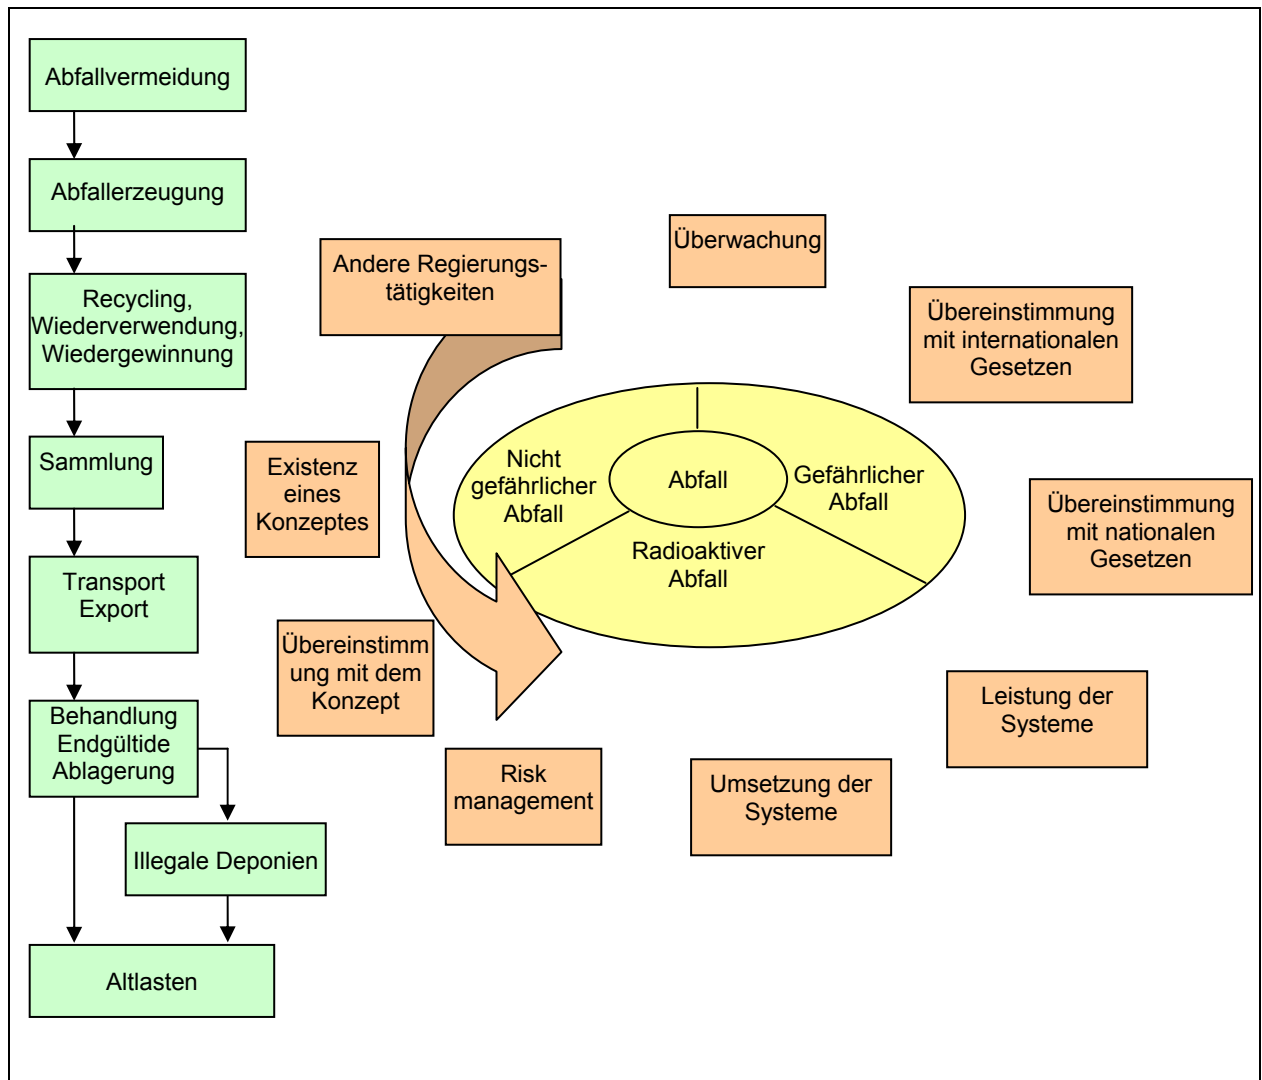 Abfallvermeidung
Abfallerzeugung
Recycling,
Wiederverwendung,
Wiedergewinnung
Sammlung
Transport
Export
Behandlung
Endgültide
Ablagerung
Illegale Deponien
Altlasten
Andere Regierungs-
tätigkeiten
Überwachung
Übereinstimmung
mit internationalen
Gesetzen
Existenz
eines
Konzeptes
Nicht
gefährlicher
Abfall
Abfall
Gefährlicher
Abfall
Radioaktiver
Abfall
Übereinstimmung
mit nationalen
Gesetzen
Übereinstimm
ung mit dem
Konzept
Leistung der
Systeme
Risk
management
Umsetzung der
Systeme